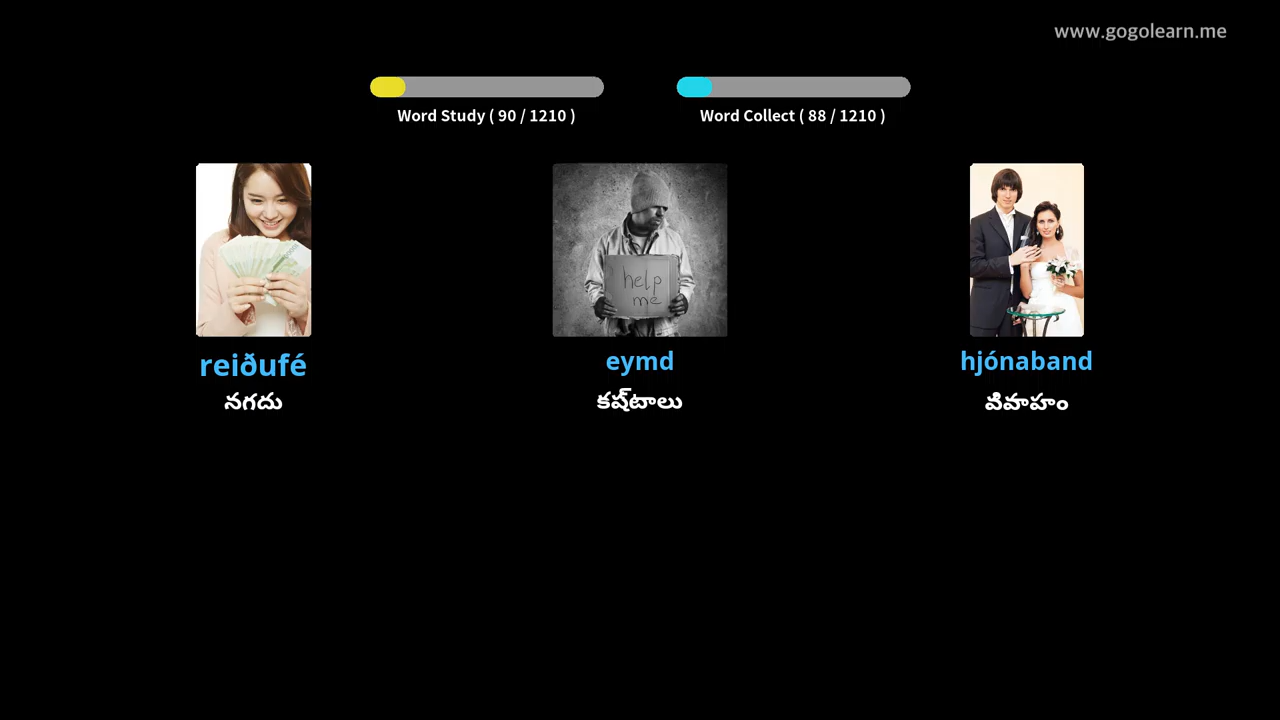 www.gogolearn.me
Word Study ( 90 / 1210 )
Word Collect ( 88 / 1210 )
help
me
reiðufé
eymd
hjónaband
నగదు
కష్టాలు
వివాహం